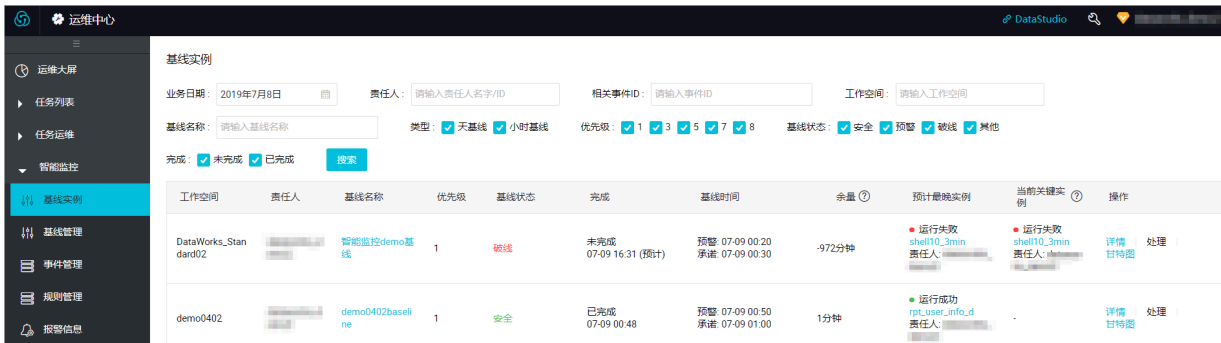 运维中心
DataStudio
运维大屏
任务列表
任务运维
智能监控
基线实例
基线管理
事件管理
规则管理
报警信息
基线实例
业务日期: 2019年7月8日 责任人: 请输入责任人名字/ID 相关事件ID: 请输入事件ID 工作空间: 请输入工作空间
基线名称: 请输入基线名称 类型: 天基线 小时基线 优先级: 1 3 5 7 8 基线状态: 安全 预警 破线 其他
完成: 未完成 已完成 搜索
工作空间 责任人 基线名称 优先级 基线状态 完成 基线时间 余量 预计最晚实例 当前关键实例 操作
DataWorks_Stan
dard02
智能监控demo基
线
1
破线
未完成
07-09 16:31 (预计)
预警: 07-09 00:20
承诺: 07-09 00:30
-972分钟
运行失败
shell10_3min
责任人:
运行失败
shell10_3min
责任人:
详情 处理
甘特图
demo0402
demo0402baseli
ne
1
安全
已完成
07-09 00:48
预警: 07-09 00:50
承诺: 07-09 01:00
1分钟
运行成功
rpt_user_info_d
责任人:
-
详情 处理
甘特图